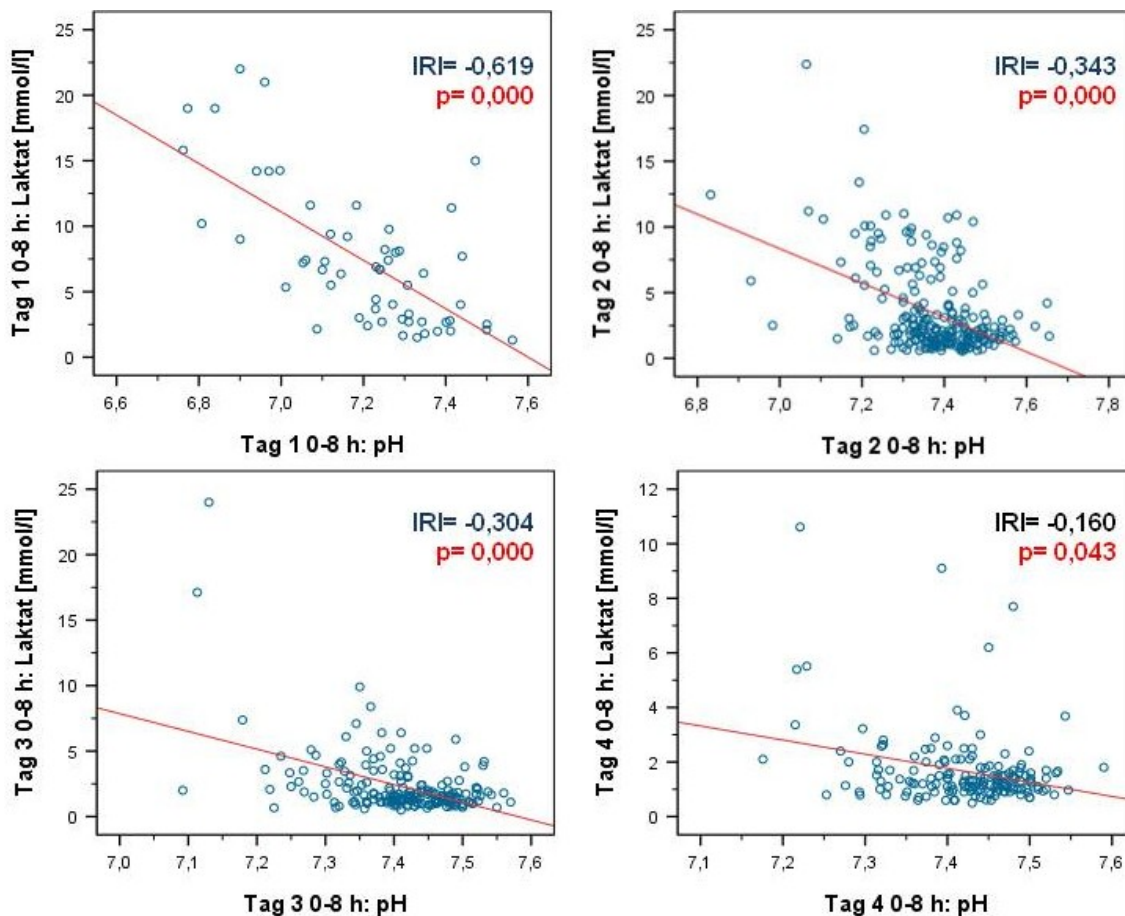 25
20
15
10
5
0
Tag 1 0-8 h: Laktat [mmol/l]
IRI= -0,619
p= 0,000
6,6 6,8 7,0 7,2 7,4 7,6
Tag 1 0-8 h: pH
25
20
15
10
5
0
Tag 2 0-8 h: Laktat [mmol/l]
IRI= -0,343
p= 0,000
6,8 7,0 7,2 7,4 7,6 7,8
Tag 2 0-8 h: pH
25
20
15
10
5
0
Tag 3 0-8 h: Laktat [mmol/l]
IRI= -0,304
p= 0,000
7,0 7,1 7,2 7,3 7,4 7,5 7,6
Tag 3 0-8 h: pH
12
10
8
6
4
2
0
Tag 4 0-8 h: Laktat [mmol/l]
IRI= -0,160
p= 0,043
7,1 7,2 7,3 7,4 7,5 7,6
Tag 4 0-8 h: pH